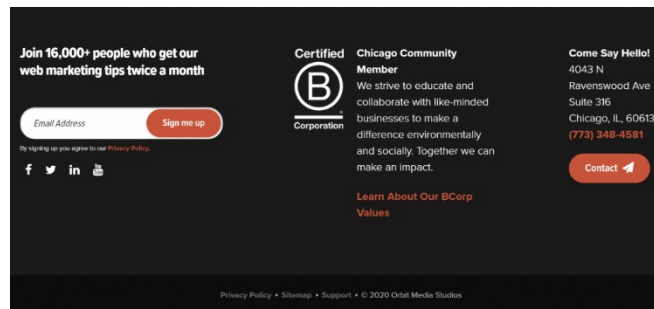 Join 16,000+ people who get our
web marketing tips twice a month
Email Address
Sign me up
By signing up you agree to our Privacy Policy.
Certified
B
®
Corporation
Chicago Community
Member
We strive to educate and
collaborate with like-minded
businesses to make a
difference environmentally
and socially. Together we can
make an impact.
Learn About Our BCorp
Values
Come Say Hello!
4043 N
Ravenswood Ave
Suite 316
Chicago, IL, 60613
(773) 348-4581
Contact
Privacy Policy • Sitemap • Support • © 2020 Orbit Media Studios